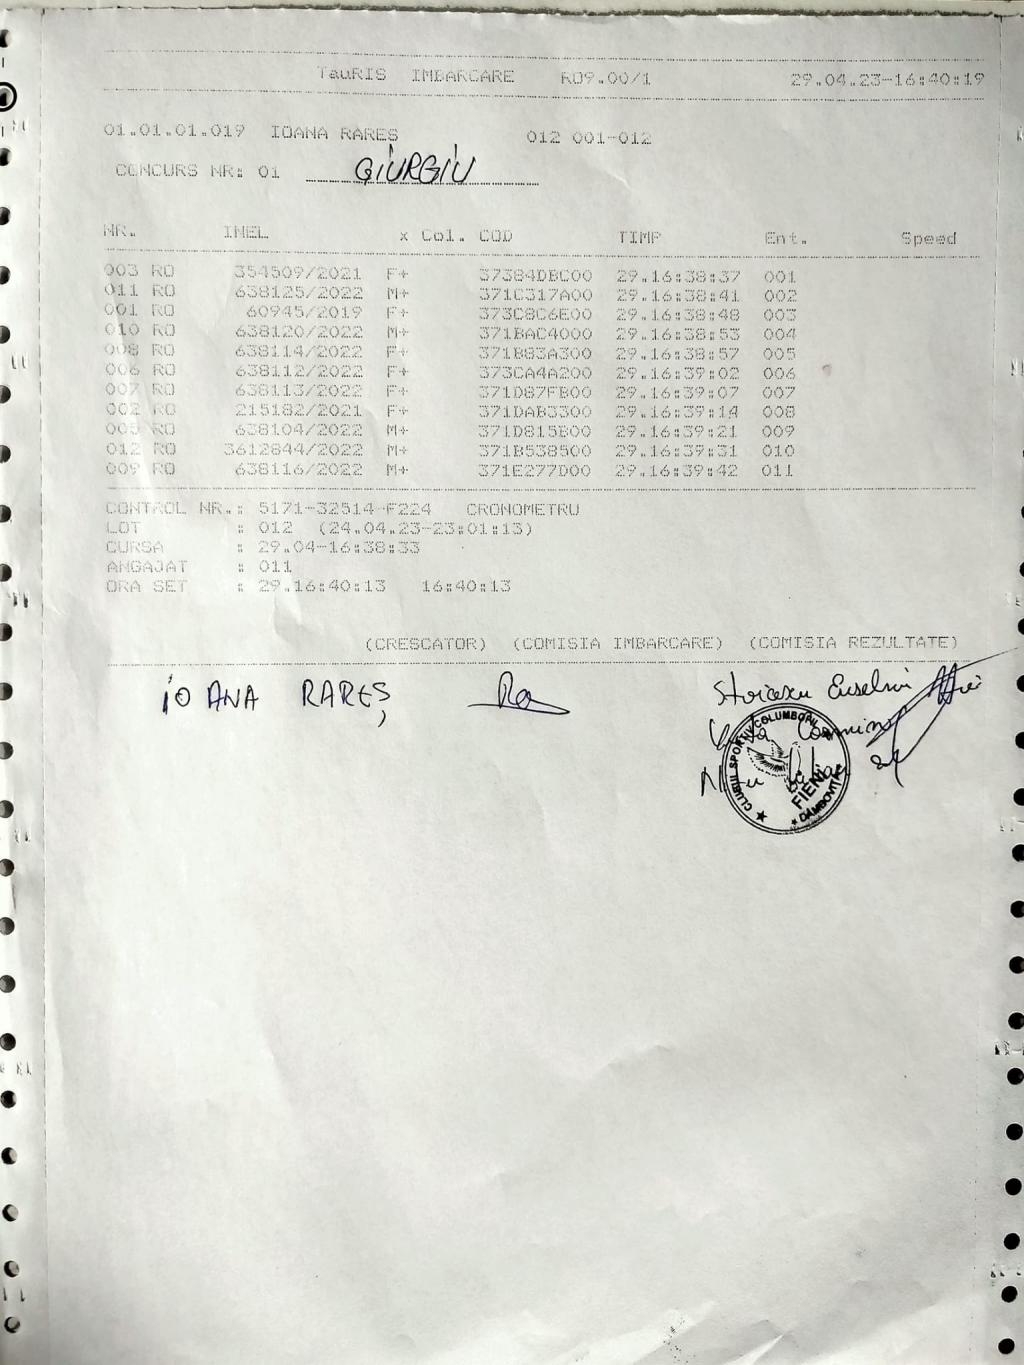 TauRIS IMBARCARE RO9.00/1 29.04.23-16:40:19
01.01.01.019 IOANA RARES 012 001-012
CONCURS NR: 01 GIURGIU
NR. INEL x Col. COD TIMP Ent. Speed
003 RO 354509/2021 F+ 37384DBC00 29.16:38:37 001
011 RO 638125/2022 M+ 371C317A00 29.16:38:41 002
001 RO 60945/2019 F+ 373C8C6E00 29.16:38:48 003
010 RO 638120/2022 M+ 371BAC4000 29.16:38:53 004
008 RO 638114/2022 F+ 371B83A300 29.16:38:57 005
006 RO 638112/2022 F+ 373CA4A200 29.16:39:02 006
007 RO 638113/2022 F+ 371D87FB00 29.16:39:07 007
002 RO 215182/2021 F+ 371DAB3300 29.16:39:14 008
005 RO 638104/2022 M+ 371D815B00 29.16:39:21 009
012 RO 3612844/2022 M+ 371B538500 29.16:39:31 010
009 RO 638116/2022 M+ 371E277D00 29.16:39:42 011
CONTROL NR.: 5171-32514-F224 CRONOMETRU
LOT : 012 (24.04.23-23:01:13)
CURSA : 29.04-16:38:33
ANGAJAT : 011
ORA SET : 29.16:40:13 16:40:13
(CRESCATOR) (COMISIA IMBARCARE) (COMISIA REZULTATE)
IOANA RAREȘ
CLUBUL SPORTIV COLUMBOFIL
FIENI
DAMBOVITA